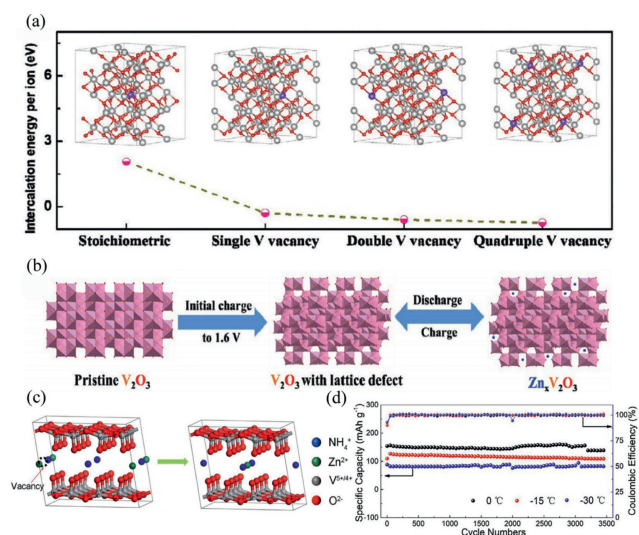 (a)
Intercalation energy per ion (eV)
6
3
0
Stoichiometric Single V vacancy Double V vacancy Quadruple V vacancy
(b)
Initial charge
to 1.6 V
Discharge
Charge
Pristine V₂O₃
V₂O₃ with lattice defect
ZnₓV₂O₃
(c)
Vacancy
NH₄⁺
Zn²⁺
V⁵⁺/⁴⁺
O²⁻
(d)
Specific Capacity (mAh g⁻¹)
300
200
100
0
-100
100
75
50
25
0
Coulombic Efficiency (%)
0 ℃ -15 ℃ -30 ℃
0 500 1000 1500 2000 2500 3000 3500
Cycle Numbers